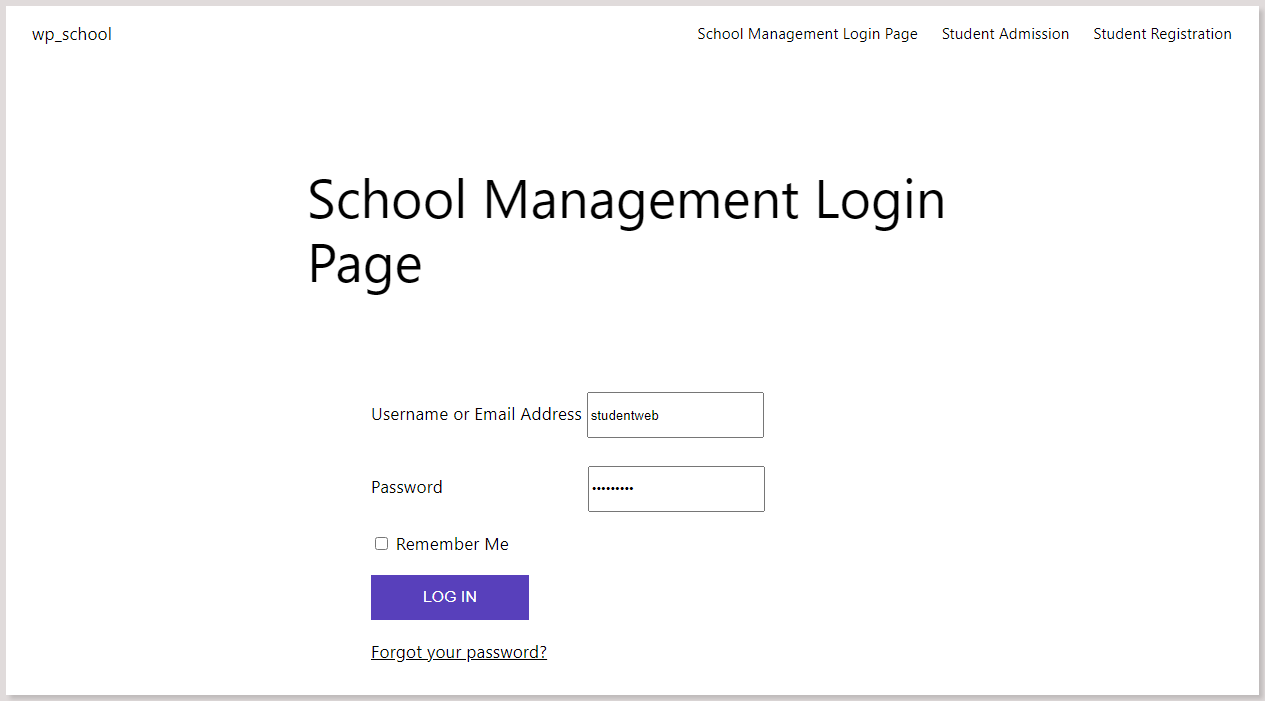 wp_school
School Management Login Page
Student Admission
Student Registration
School Management Login
Page
Username or Email Address studentweb
Password •••••••••
Remember Me
LOG IN
Forgot your password?